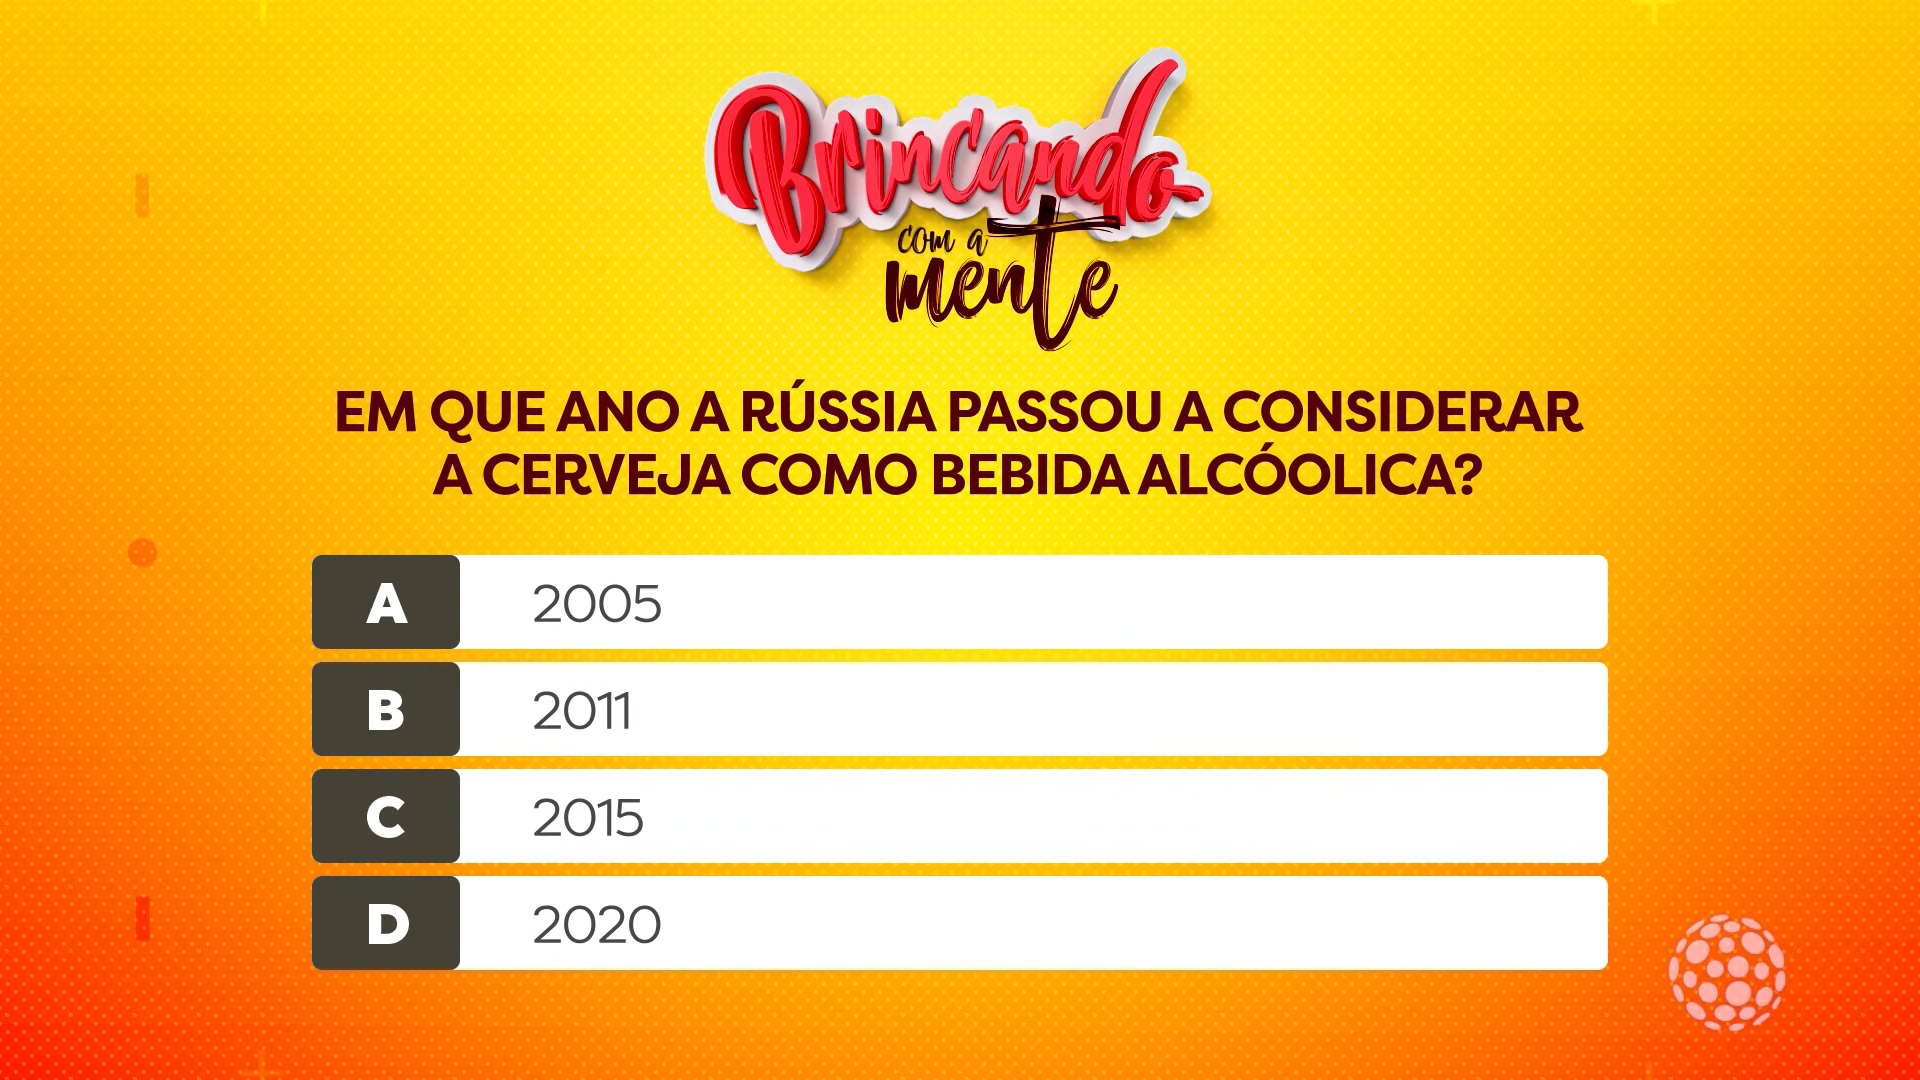 Brincando
com a
mente
EM QUE ANO A RÚSSIA PASSOU A CONSIDERAR
A CERVEJA COMO BEBIDA ALCÓOLICA?
A 2005
B 2011
C 2015
D 2020